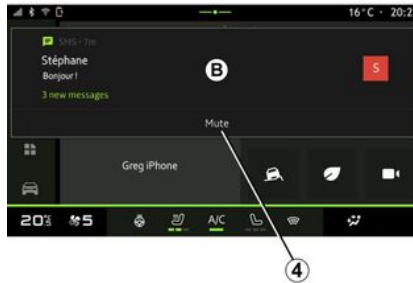 16°C · 20:2
SMS · 7m
Stéphane
Bonjour !
3 new messages
B
S
Mute
Greg iPhone
20.5
5
A/C
4